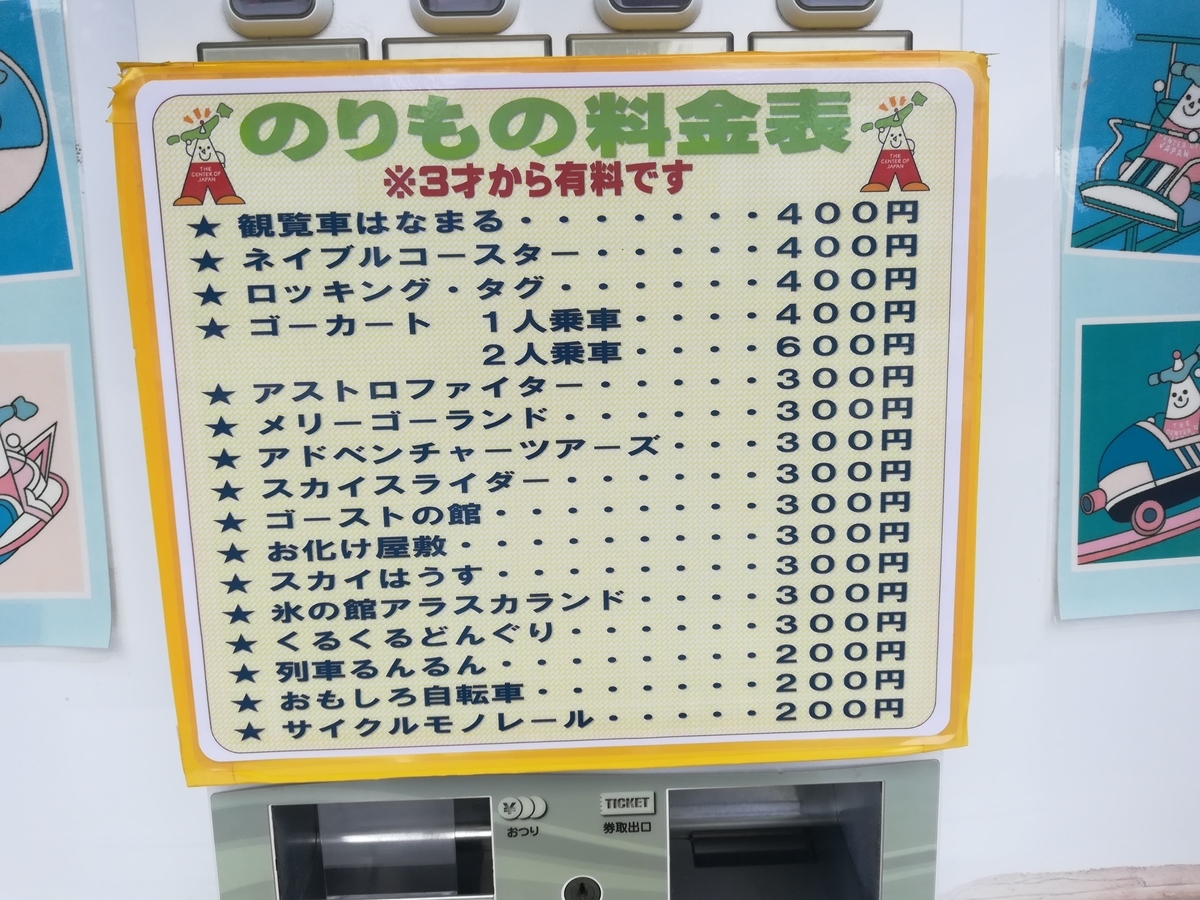 のりもの料金表
THE CENTER OF JAPAN
THE CENTER OF JAPAN
※3才から有料です
★ 観覧車はなまる・・・・・・・400円
★ ネイブルコースター・・・・・400円
★ ロッキング・タグ・・・・・・400円
★ ゴーカート　1人乗車・・・・400円
2人乗車・・・・600円
★ アストロファイター・・・・・300円
★ メリーゴーランド・・・・・・300円
★ アドベンチャーツアーズ・・・300円
★ スカイスライダー・・・・・・300円
★ ゴーストの館・・・・・・・・300円
★ お化け屋敷・・・・・・・・・300円
★ スカイはうす・・・・・・・・300円
★ 氷の館アラスカランド・・・・300円
★ くるくるどんぐり・・・・・・300円
★ 列車るんるん・・・・・・・・200円
★ おもしろ自転車・・・・・・・200円
★ サイクルモノレール・・・・・200円
¥
おつり
TICKET
券取出口